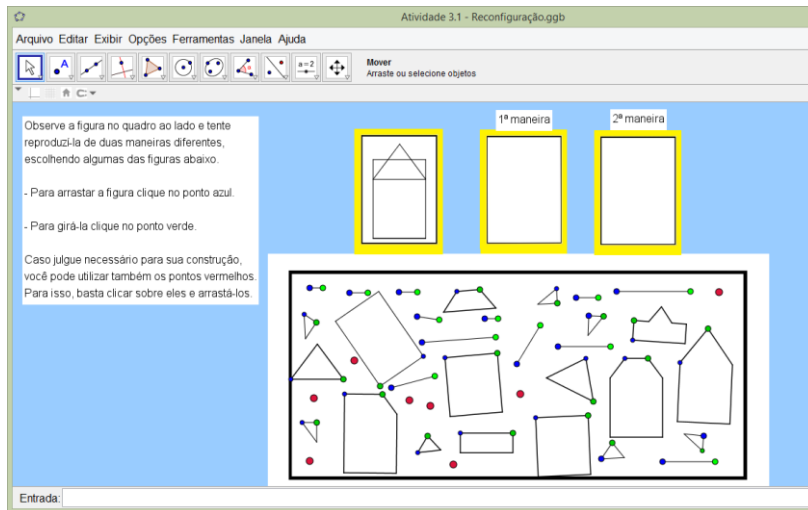 Atividade 3.1 - Reconfiguração.ggb
Arquivo Editar Exibir Opções Ferramentas Janela Ajuda
A
a=2
Mover
Arraste ou selecione objetos
Observe a figura no quadro ao lado e tente
reproduzí-la de duas maneiras diferentes,
escolhendo algumas das figuras abaixo.
- Para arrastar a figura clique no ponto azul.
- Para girá-la clique no ponto verde.
Caso julgue necessário para sua construção,
você pode utilizar também os pontos vermelhos.
Para isso, basta clicar sobre eles e arrastá-los.
1ª maneira
2ª maneira
Entrada: